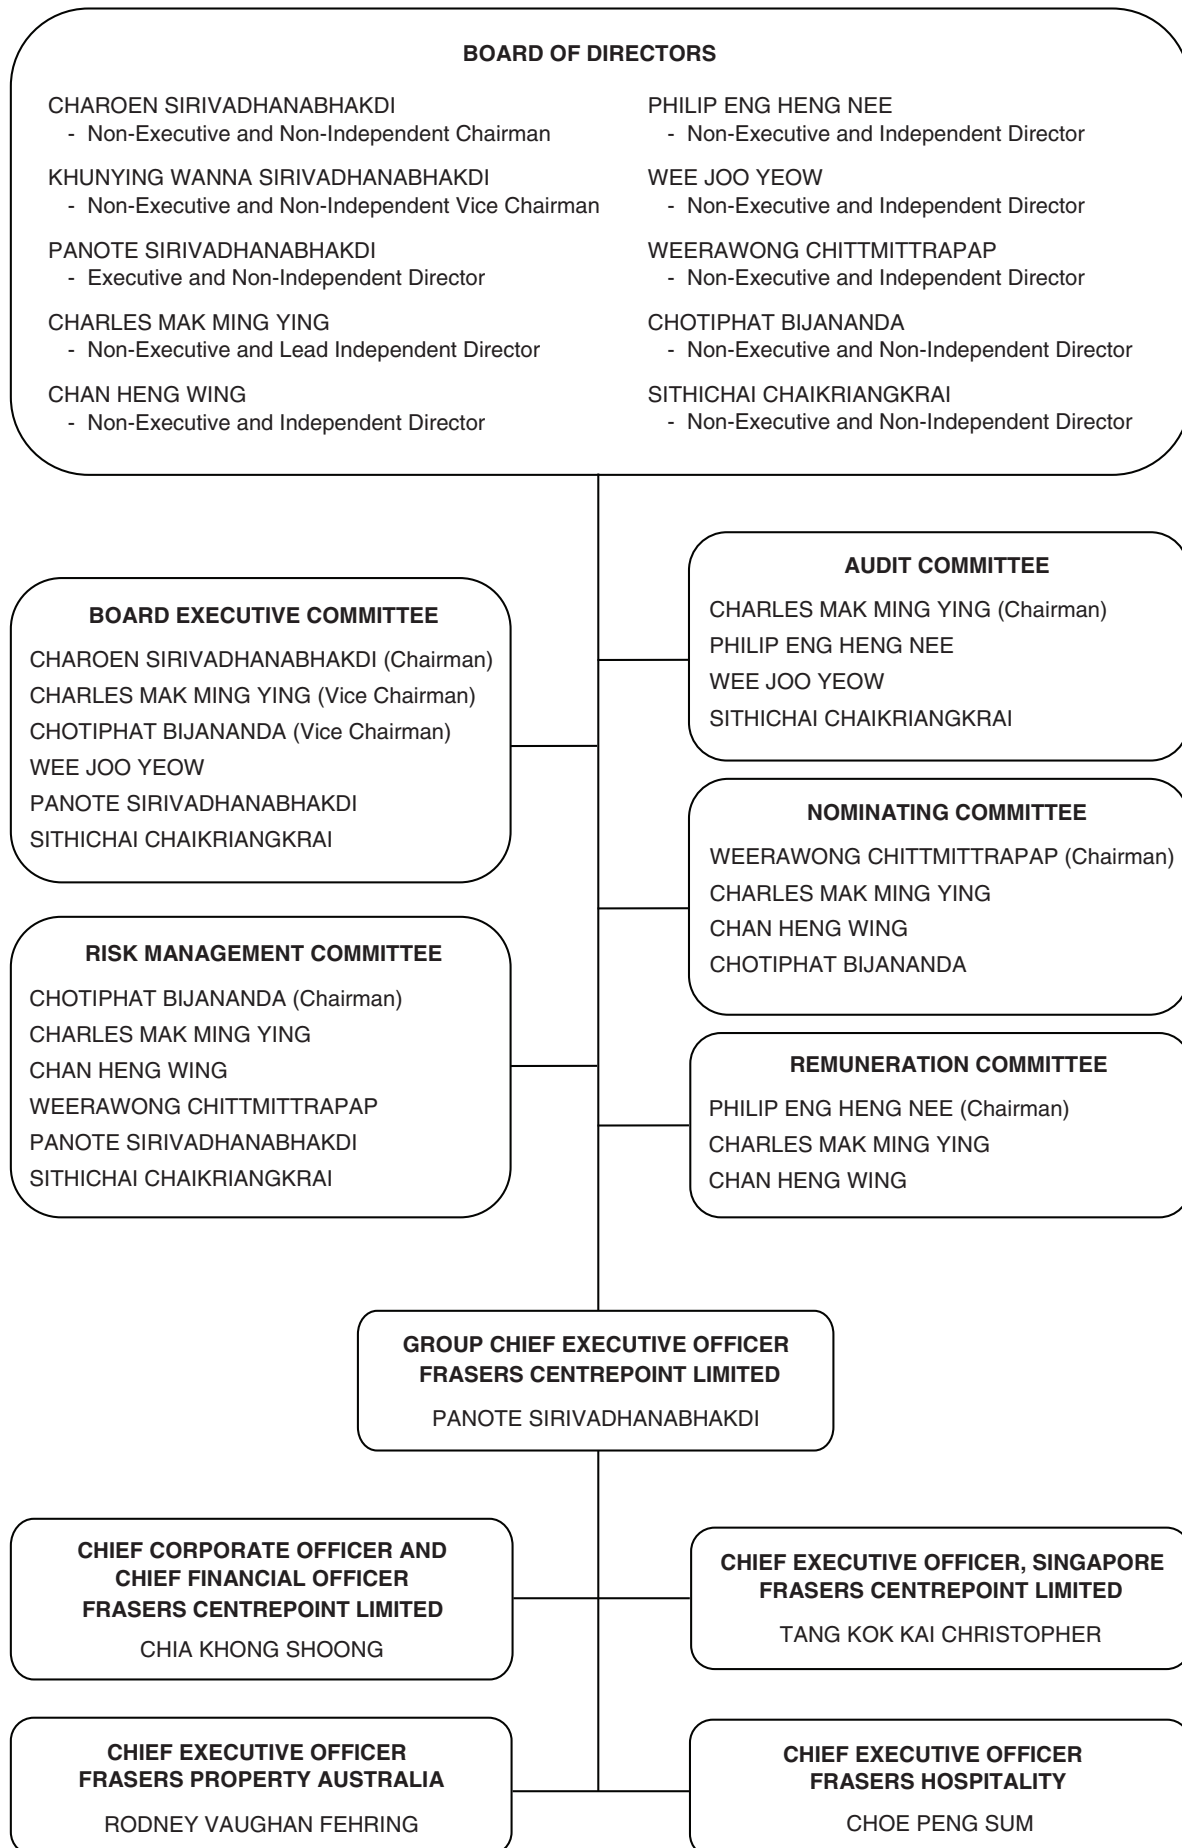 BOARD OF DIRECTORS
CHAROEN SIRIVADHANABHAKDI
- Non-Executive and Non-Independent Chairman
KHUNYING WANNA SIRIVADHANABHAKDI
- Non-Executive and Non-Independent Vice Chairman
PANOTE SIRIVADHANABHAKDI
- Executive and Non-Independent Director
CHARLES MAK MING YING
- Non-Executive and Lead Independent Director
CHAN HENG WING
- Non-Executive and Independent Director
PHILIP ENG HENG NEE
- Non-Executive and Independent Director
WEE JOO YEOW
- Non-Executive and Independent Director
WEERAWONG CHITTMITTRAPAP
- Non-Executive and Independent Director
CHOTIPHAT BIJANANDA
- Non-Executive and Non-Independent Director
SITHICHAI CHAIKRIANGKRAI
- Non-Executive and Non-Independent Director
BOARD EXECUTIVE COMMITTEE
CHAROEN SIRIVADHANABHAKDI (Chairman)
CHARLES MAK MING YING (Vice Chairman)
CHOTIPHAT BIJANANDA (Vice Chairman)
WEE JOO YEOW
PANOTE SIRIVADHANABHAKDI
SITHICHAI CHAIKRIANGKRAI
AUDIT COMMITTEE
CHARLES MAK MING YING (Chairman)
PHILIP ENG HENG NEE
WEE JOO YEOW
SITHICHAI CHAIKRIANGKRAI
NOMINATING COMMITTEE
WEERAWONG CHITTMITTRAPAP (Chairman)
CHARLES MAK MING YING
CHAN HENG WING
CHOTIPHAT BIJANANDA
RISK MANAGEMENT COMMITTEE
CHOTIPHAT BIJANANDA (Chairman)
CHARLES MAK MING YING
CHAN HENG WING
WEERAWONG CHITTMITTRAPAP
PANOTE SIRIVADHANABHAKDI
SITHICHAI CHAIKRIANGKRAI
REMUNERATION COMMITTEE
PHILIP ENG HENG NEE (Chairman)
CHARLES MAK MING YING
CHAN HENG WING
GROUP CHIEF EXECUTIVE OFFICER
FRASERS CENTREPOINT LIMITED
PANOTE SIRIVADHANABHAKDI
CHIEF CORPORATE OFFICER AND
CHIEF FINANCIAL OFFICER
FRASERS CENTREPOINT LIMITED
CHIA KHONG SHOONG
CHIEF EXECUTIVE OFFICER, SINGAPORE
FRASERS CENTREPOINT LIMITED
TANG KOK KAI CHRISTOPHER
CHIEF EXECUTIVE OFFICER
FRASERS PROPERTY AUSTRALIA
RODNEY VAUGHAN FEHRING
CHIEF EXECUTIVE OFFICER
FRASERS HOSPITALITY
CHOE PENG SUM